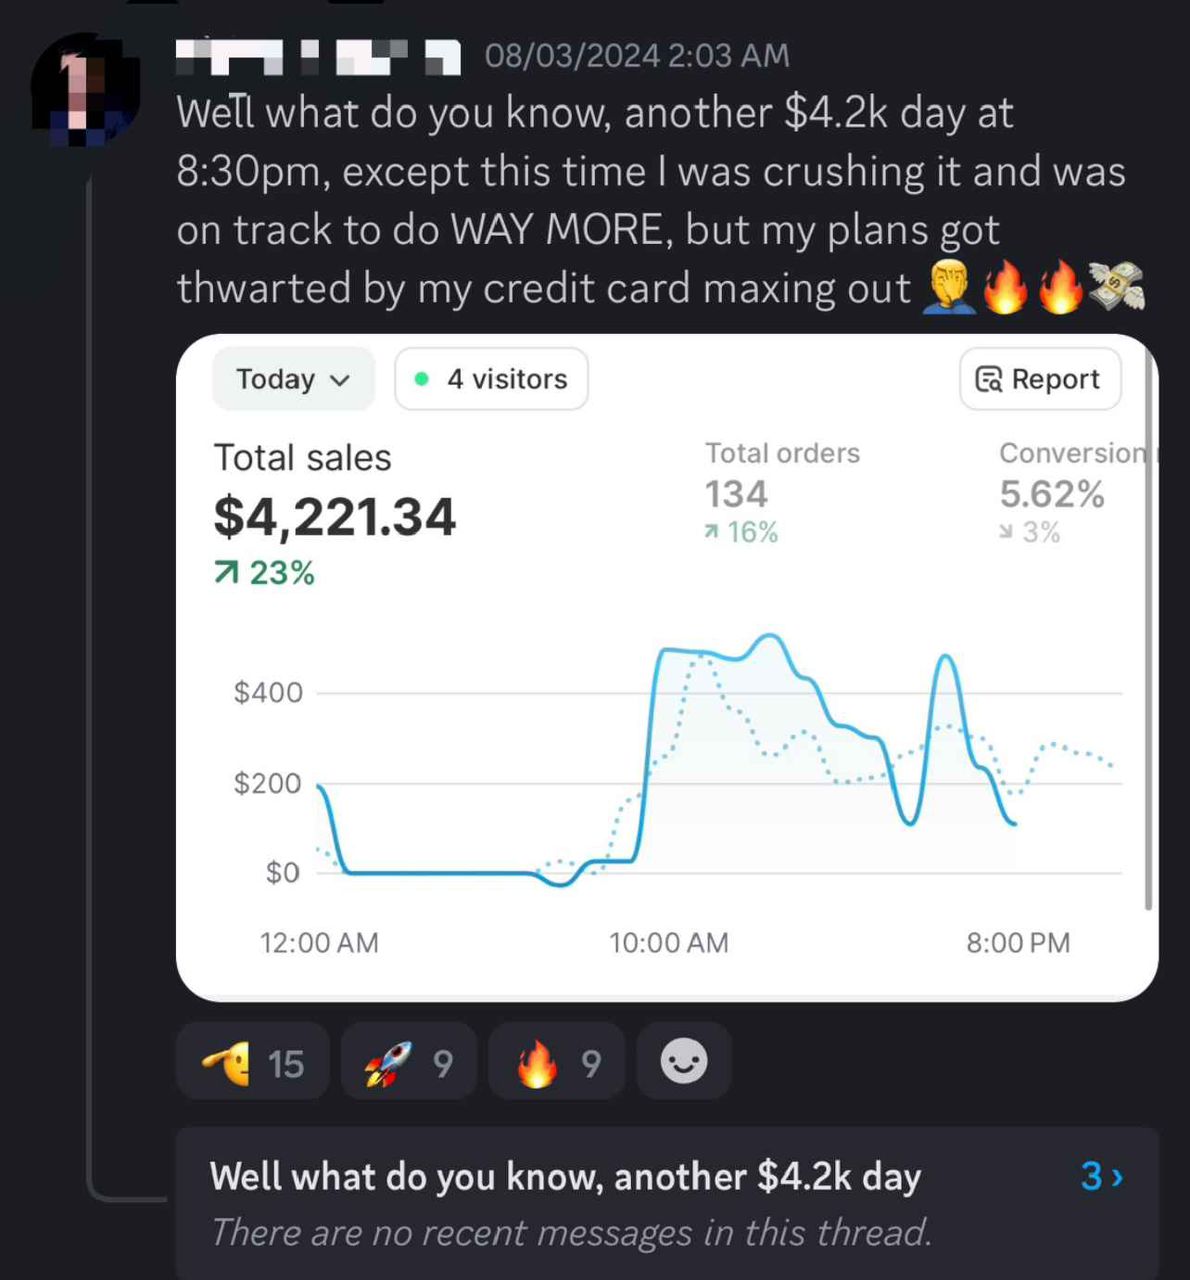 08/03/2024 2:03 AM
Well what do you know, another $4.2k day at
8:30pm, except this time I was crushing it and was
on track to do WAY MORE, but my plans got
thwarted by my credit card maxing out 🤦‍♂️🔥🔥💸
Today
4 visitors
Report
Total sales
$4,221.34
↗ 23%
Total orders
134
↗ 16%
Conversion
5.62%
↘ 3%
$400
$200
$0
12:00 AM
10:00 AM
8:00 PM
15
9
9
Well what do you know, another $4.2k day
3 ›
There are no recent messages in this thread.